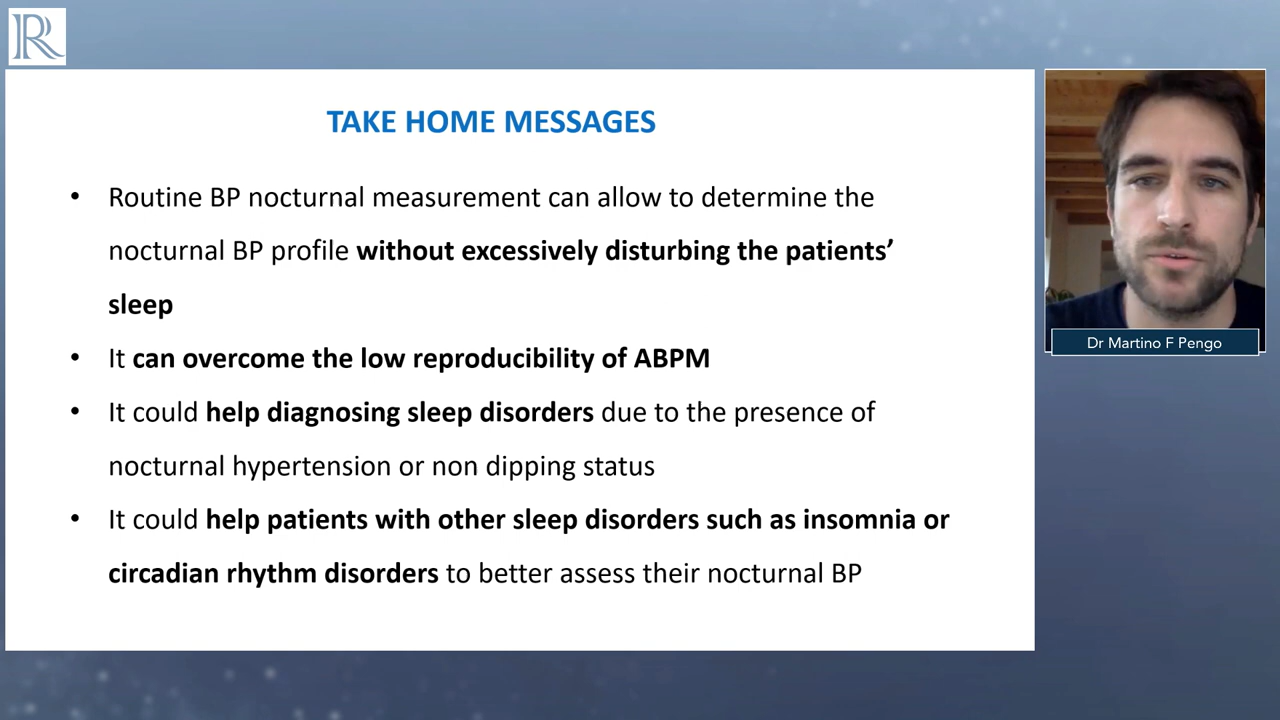 R
TAKE HOME MESSAGES
• Routine BP nocturnal measurement can allow to determine the
nocturnal BP profile without excessively disturbing the patients’
sleep
• It can overcome the low reproducibility of ABPM
• It could help diagnosing sleep disorders due to the presence of
nocturnal hypertension or non dipping status
• It could help patients with other sleep disorders such as insomnia or
circadian rhythm disorders to better assess their nocturnal BP
Dr Martino F Pengo